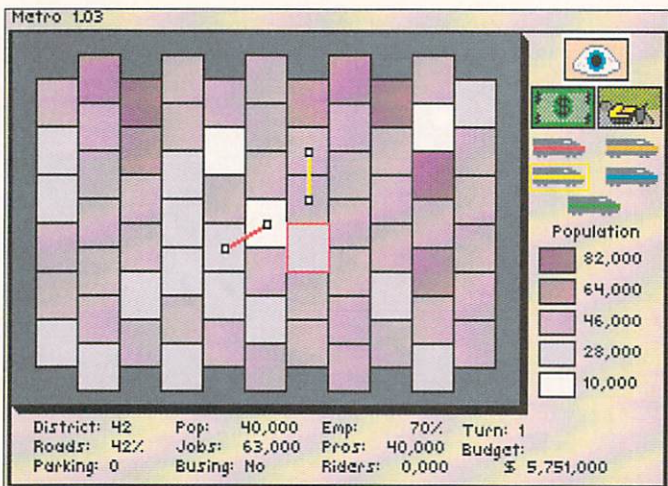 Metro 1.03
$
Population
82,000
64,000
46,000
28,000
10,000
District: 42 Pop: 40,000 Emp: 70% Turn: 1
Roads: 42% Jobs: 63,000 Pros: 40,000 Budget:
Parking: 0 Busing: No Riders: 0,000 $ 5,751,000